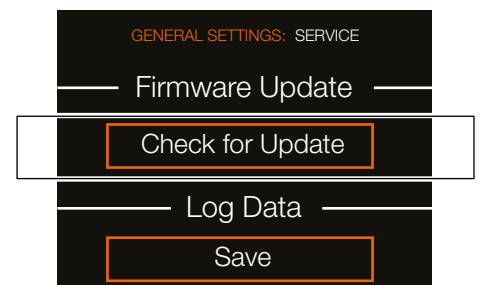 GENERAL SETTINGS: SERVICE
Firmware Update
Check for Update
Log Data
Save